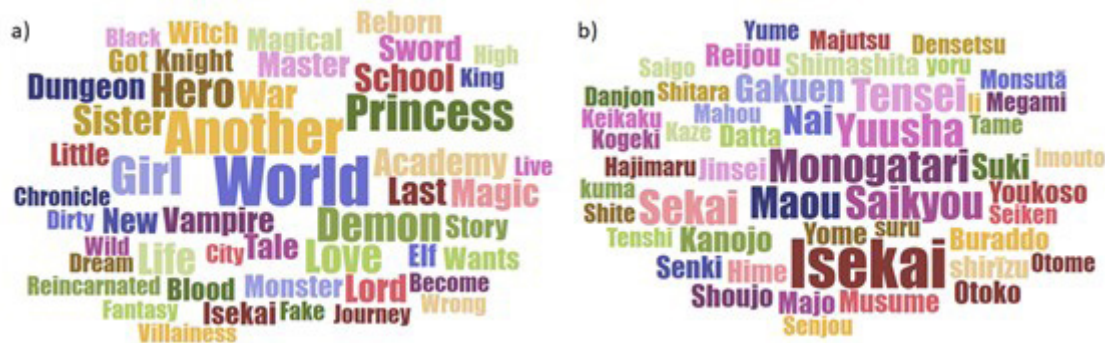 a)
Black Witch Magical Reborn
Got Knight Master Sword High
Dungeon Hero War School King
Sister Another Princess
Little Girl World Academy Live
Chronicle Last Magic
Dirty New Vampire Demon Story
Wild Dream Life City Tale Love Elf Wants
Reincarnated Blood Monster Lord Become
Fantasy Isekai Fake Journey Wrong
Villainess
b)
Yume Majutsu Densetsu
Reijou Shimashita yoru
Saigo Shitara Gakuen Tensei Ii Monsutā
Danjon Mahou Nai Yuusha Megami
Keikaku Kaze Datta Tame
Kogeki Monogatari Suki Imouto
Hajimaru Jinsei Maou Saikyou Youkoso
kuma Sekai Seiken
Shite Yome suru
Tenshi Kanojo Isekai Buraddo
Senki Hime shirīzu Otome
Shoujo Majo Musume Otoko
Senjou